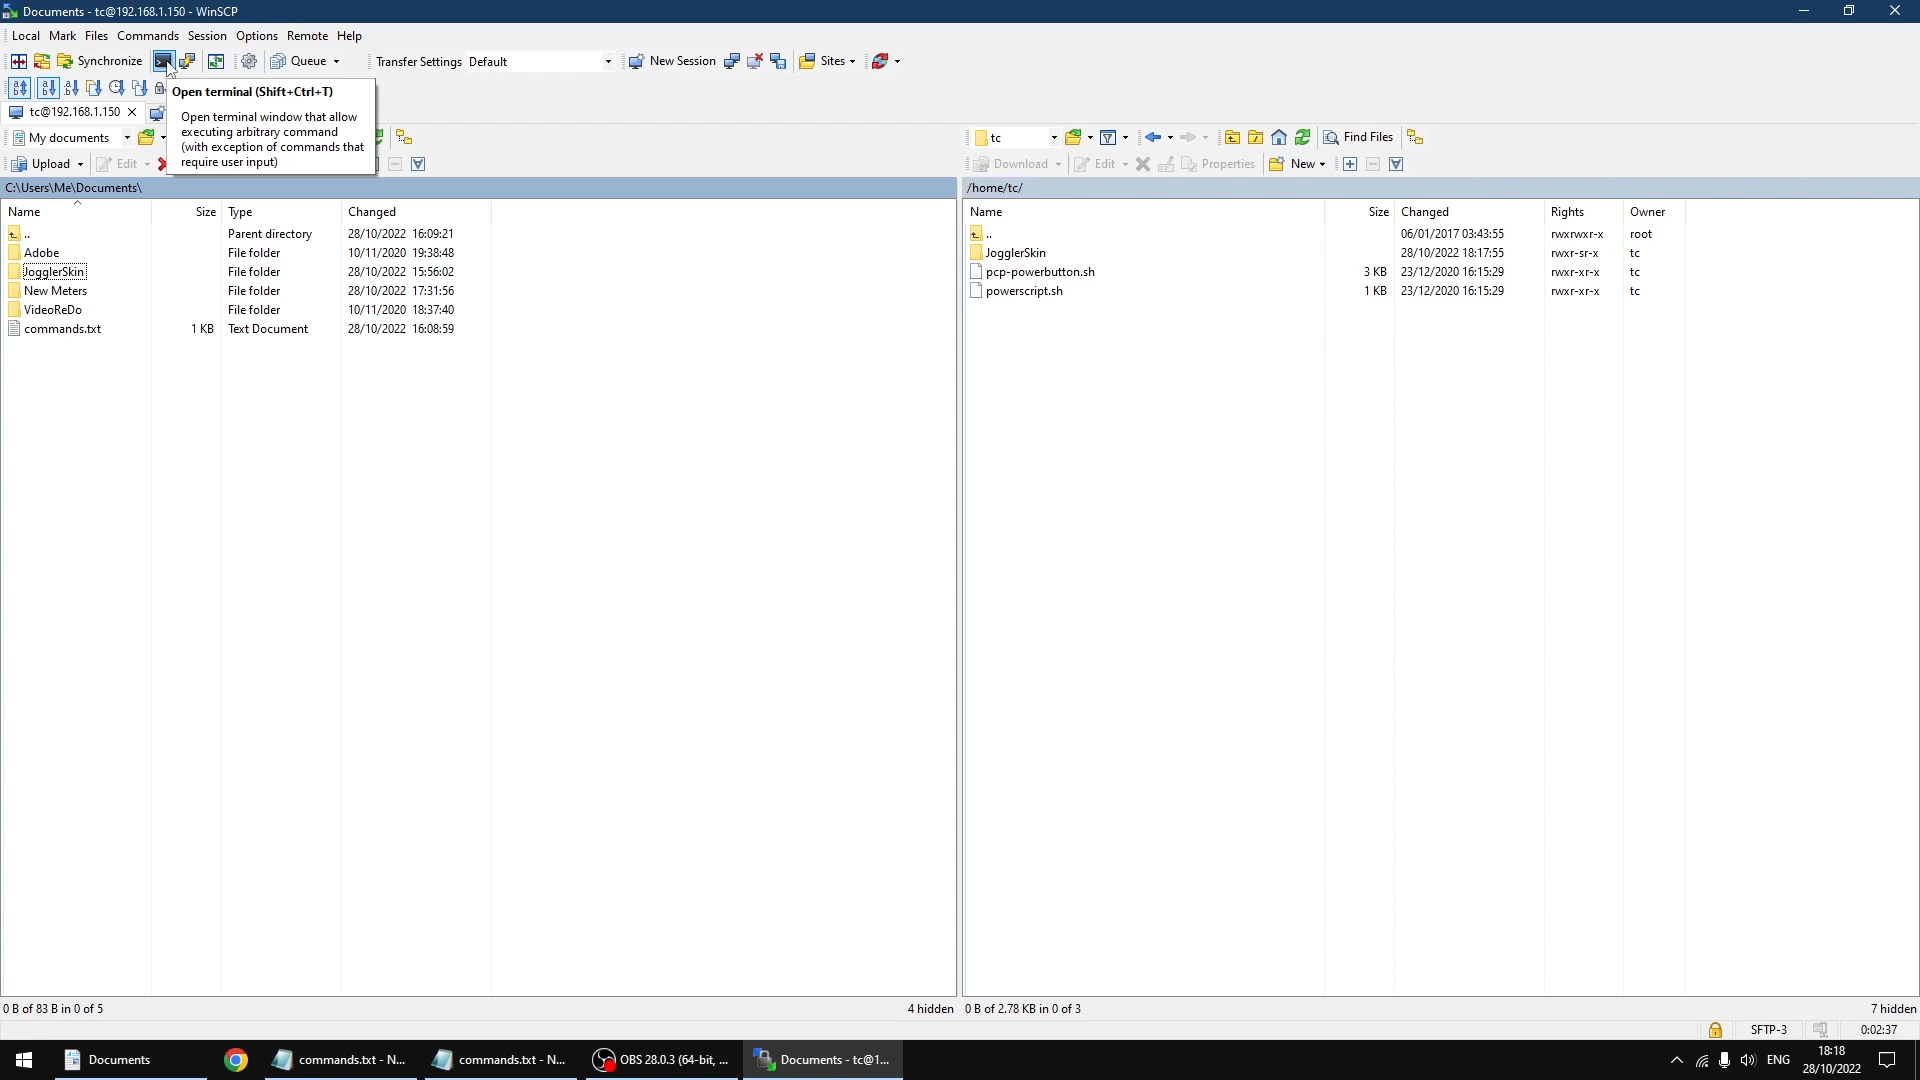 Documents - tc@192.168.1.150 - WinSCP
Local Mark Files Commands Session Options Remote Help
Synchronize Queue Transfer Settings Default New Session Sites
Open terminal (Shift+Ctrl+T)
Open terminal window that allow
executing arbitrary command
(with exception of commands that
require user input)
tc@192.168.1.150
My documents
Upload Edit
tc Find Files
Download Edit Properties New
C:\Users\Me\Documents\
Name Size Type Changed
.. Parent directory 28/10/2022 16:09:21
Adobe File folder 10/11/2020 19:38:48
JogglerSkin File folder 28/10/2022 15:56:02
New Meters File folder 28/10/2022 17:31:56
VideoReDo File folder 10/11/2020 18:37:40
commands.txt 1 KB Text Document 28/10/2022 16:08:59
/home/tc/
Name Size Changed Rights Owner
.. 06/01/2017 03:43:55 rwxrwxr-x root
JogglerSkin 28/10/2022 18:17:55 rwxr-sr-x tc
pcp-powerbutton.sh 3 KB 23/12/2020 16:15:29 rwxr-xr-x tc
powerscript.sh 1 KB 23/12/2020 16:15:29 rwxr-xr-x tc
0 B of 83 B in 0 of 5 4 hidden
0 B of 2.78 KB in 0 of 3 7 hidden
SFTP-3 0:02:37
Documents commands.txt - N... commands.txt - N... OBS 28.0.3 (64-bit, ... Documents - tc@1...
ENG
18:18
28/10/2022